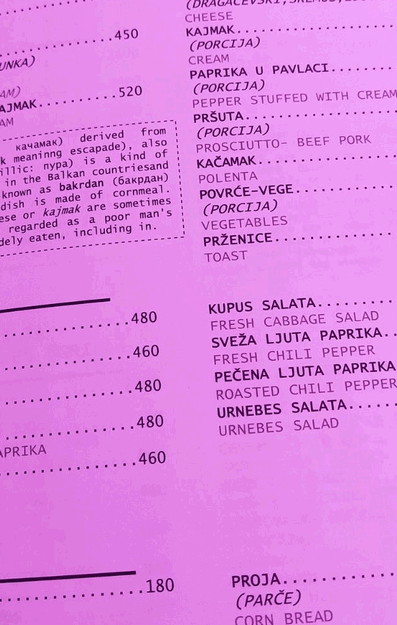 450
UNKA)
AM)
AJMAK..........520
AM
качамак) derived from
k meaninng escapade), also
illic: пура) is a kind of
in the Balkan countriesand
known as bakrdan (бакрдан)
dish is made of cornmeal.
ese or kajmak are sometimes
regarded as a poor man's
dely eaten, including in.
480
460
480
480
APRIKA
460
180
(DRAGAČEVSKI,
CHEESE
KAJMAK
(PORCIJA)
CREAM
PAPRIKA U PAVLACI
(PORCIJA)
PEPPER STUFFED WITH CREAM
PRŠUTA
(PORCIJA)
PROSCIUTTO- BEEF PORK
KAČAMAK
POLENTA
POVRĆE-VEGE
(PORCIJA)
VEGETABLES
PRŽENICE
TOAST
KUPUS SALATA
FRESH CABBAGE SALAD
SVEŽA LJUTA PAPRIKA
FRESH CHILI PEPPER
PEČENA LJUTA PAPRIKA
ROASTED CHILI PEPPER
URNEBES SALATA
URNEBES SALAD
PROJA
(PARČE)
CORN BREAD